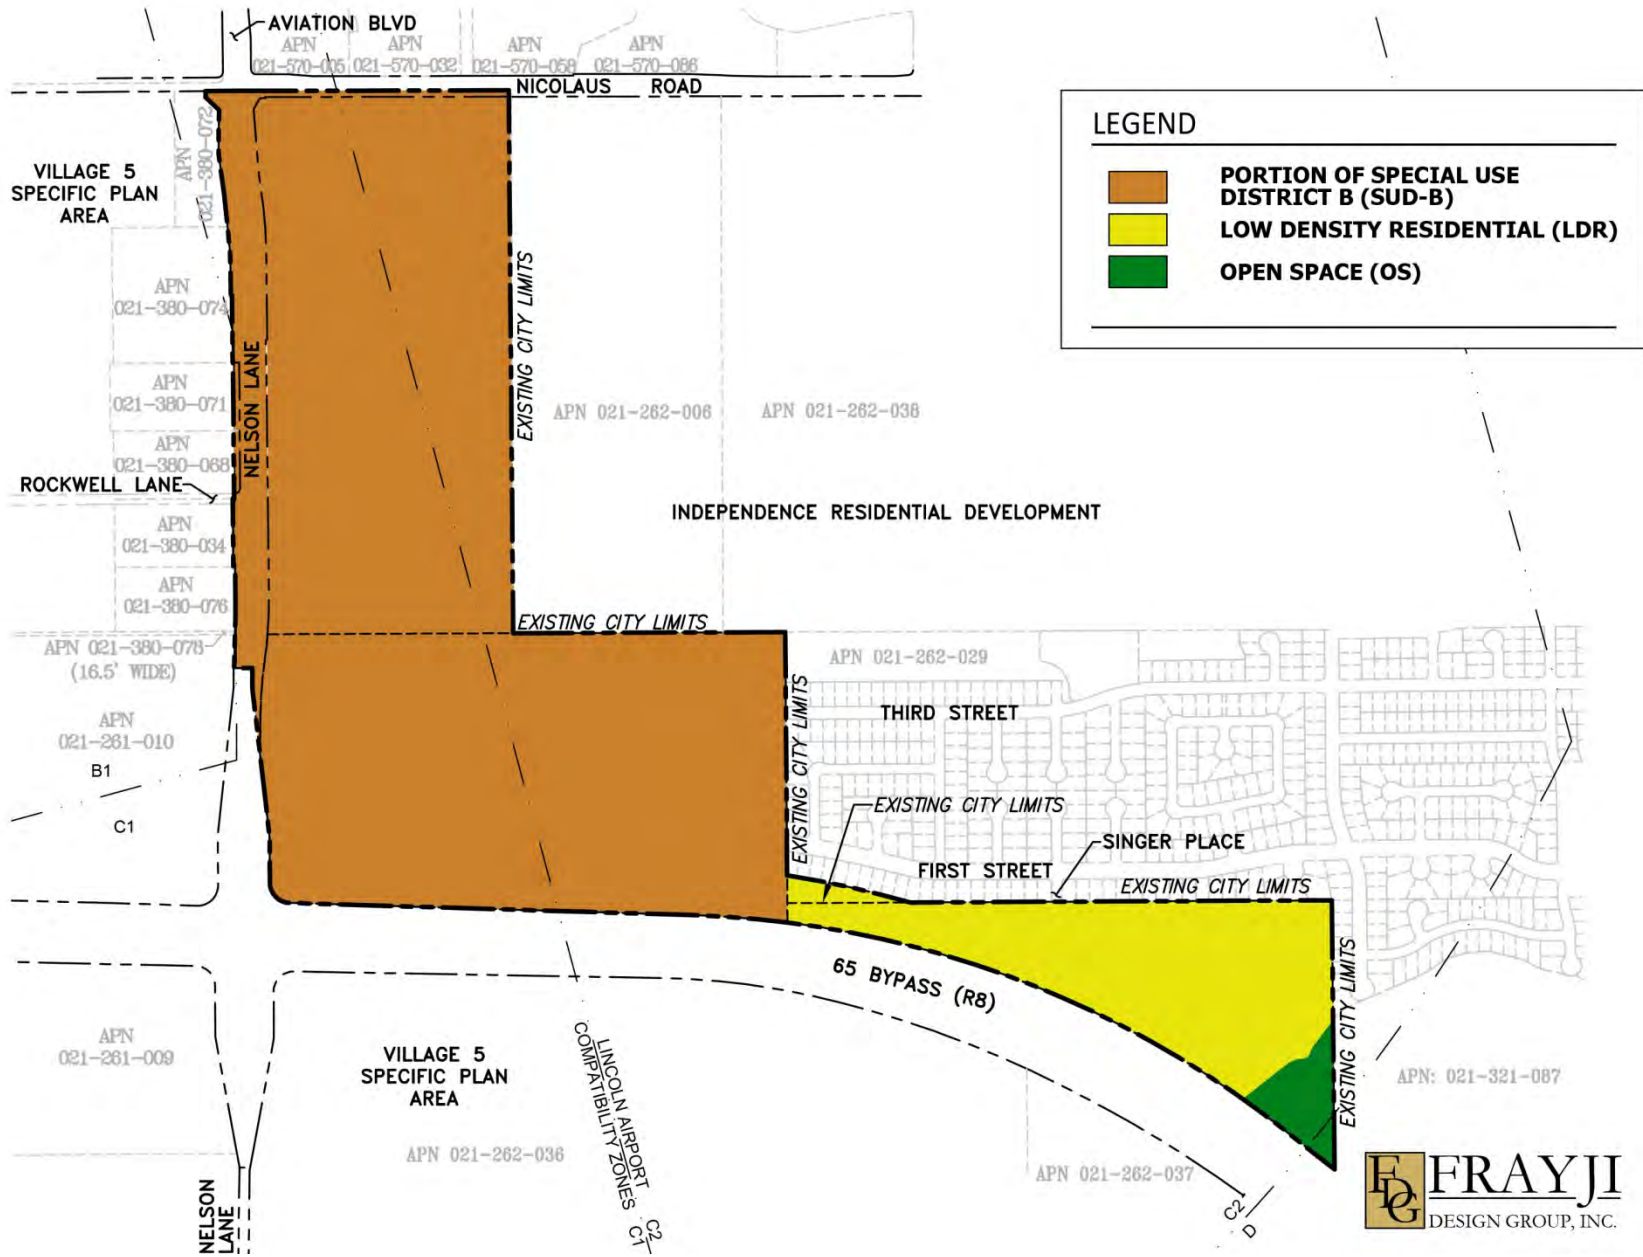 AVIATION BLVD
APN
021-570-005
APN
021-570-032
APN
021-570-058
APN
021-570-086
NICOLAUS ROAD
LEGEND
PORTION OF SPECIAL USE
DISTRICT B (SUD-B)
LOW DENSITY RESIDENTIAL (LDR)
OPEN SPACE (OS)
APN
021-380-072
VILLAGE 5
SPECIFIC PLAN
AREA
APN
021-380-074
EXISTING CITY LIMITS
NELSON LANE
APN
021-380-071
APN 021-262-006
APN 021-262-038
APN
021-380-068
ROCKWELL LANE
INDEPENDENCE RESIDENTIAL DEVELOPMENT
APN
021-380-034
APN
021-380-076
EXISTING CITY LIMITS
APN 021-380-078
(16.5' WIDE)
APN 021-262-029
APN
021-261-010
THIRD STREET
EXISTING CITY LIMITS
B1
C1
EXISTING CITY LIMITS
SINGER PLACE
FIRST STREET
EXISTING CITY LIMITS
65 BYPASS (R8)
EXISTING CITY LIMITS
APN
021-261-009
VILLAGE 5
SPECIFIC PLAN
AREA
LINCOLN AIRPORT
COMPATIBILITY ZONES
C2
C1
APN: 021-321-087
APN 021-262-036
APN 021-262-037
C2
D
NELSON
LANE
FDG
FRAYJI
DESIGN GROUP, INC.